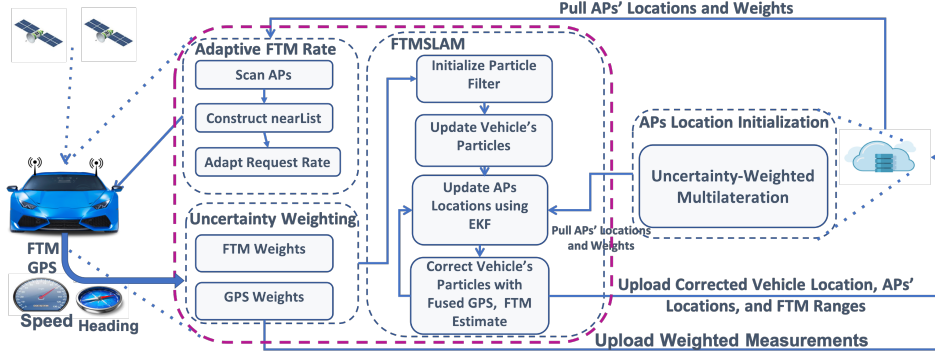 Pull APs' Locations and Weights
Adaptive FTM Rate
Scan APs
Construct nearList
Adapt Request Rate
FTMSLAM
Initialize Particle
Filter
Update Vehicle's
Particles
Update APs
Locations using
EKF
Correct Vehicle's
Particles with
Fused GPS, FTM
Estimate
APs Location Initialization
Uncertainty-Weighted
Multilateration
Pull APs' Locations
and Weights
Uncertainty Weighting
FTM Weights
GPS Weights
FTM
GPS
Speed
Heading
Upload Corrected Vehicle Location, APs'
Locations, and FTM Ranges
Upload Weighted Measurements